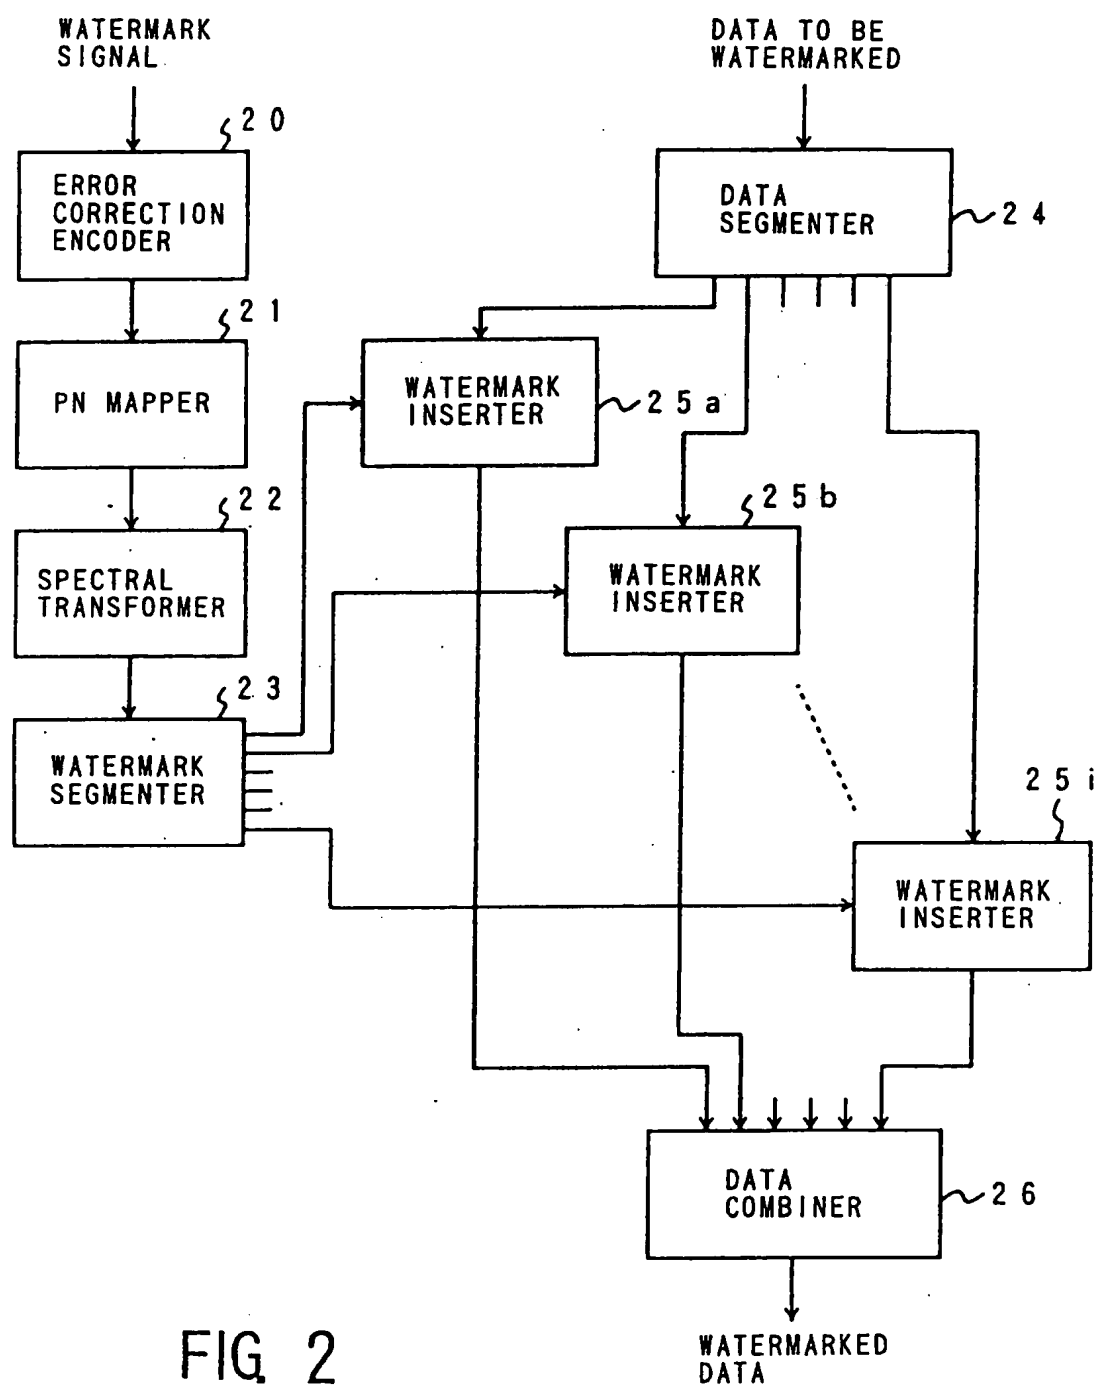 WATERMARK
SIGNAL
DATA TO BE
WATERMARKED
20
ERROR
CORRECTION
ENCODER
DATA
SEGMENTER
24
21
PN MAPPER
WATERMARK
INSERTER
25a
22
SPECTRAL
TRANSFORMER
25b
WATERMARK
INSERTER
23
WATERMARK
SEGMENTER
25i
WATERMARK
INSERTER
DATA
COMBINER
26
WATERMARKED
DATA
FIG. 2